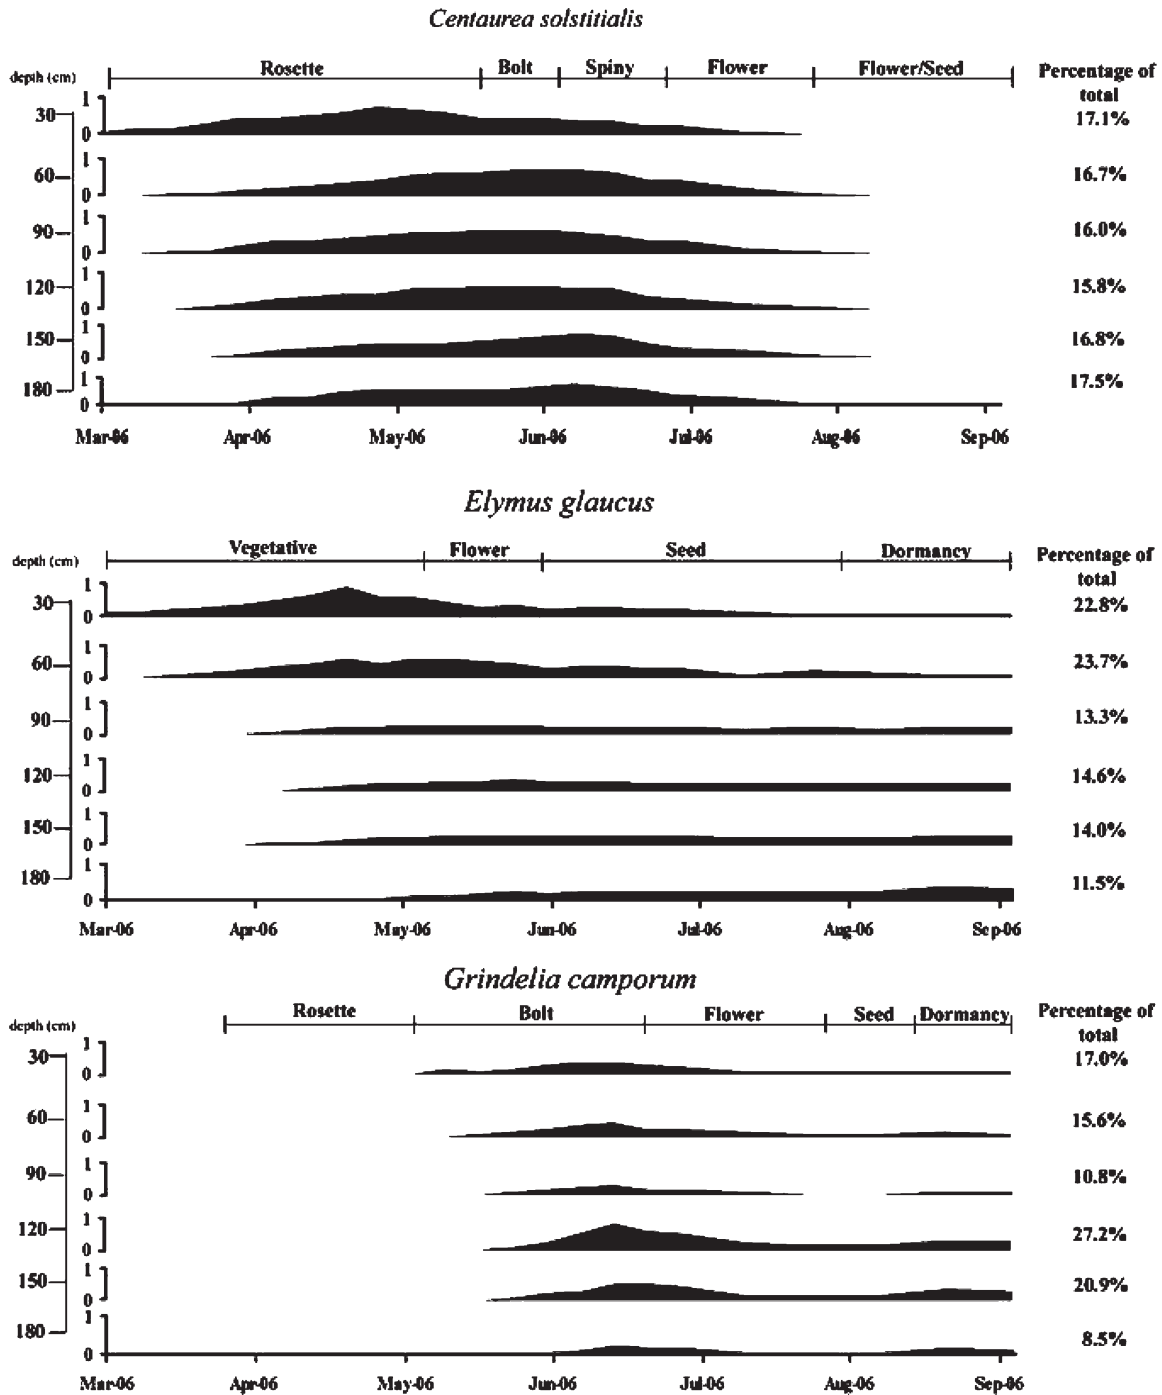 Centaurea solstitialis
depth (cm) Rosette Bolt Spiny Flower Flower/Seed Percentage of
total
30 1 0 17.1%
60 1 0 16.7%
90 1 0 16.0%
120 1 0 15.8%
150 1 0 16.8%
180 1 0 17.5%
Mar-06 Apr-06 May-06 Jun-06 Jul-06 Aug-06 Sep-06
Elymus glaucus
depth (cm) Vegetative Flower Seed Dormancy Percentage of
total
30 1 0 22.8%
60 1 0 23.7%
90 1 0 13.3%
120 1 0 14.6%
150 1 0 14.0%
180 1 0 11.5%
Mar-06 Apr-06 May-06 Jun-06 Jul-06 Aug-06 Sep-06
Grindelia camporum
depth (cm) Rosette Bolt Flower Seed Dormancy Percentage of
total
30 1 0 17.0%
60 1 0 15.6%
90 1 0 10.8%
120 1 0 27.2%
150 1 0 20.9%
180 1 0 8.5%
Mar-06 Apr-06 May-06 Jun-06 Jul-06 Aug-06 Sep-06